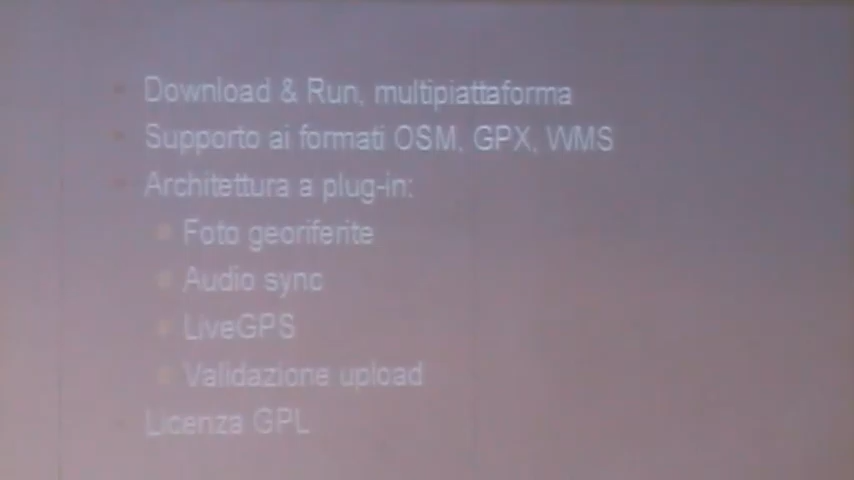 Download & Run, multipiattaforma
Supporto ai formati OSM, GPX, WMS
Architettura a plug-in:
Foto georiferite
Audio sync
LiveGPS
Validazione upload
Licenza GPL